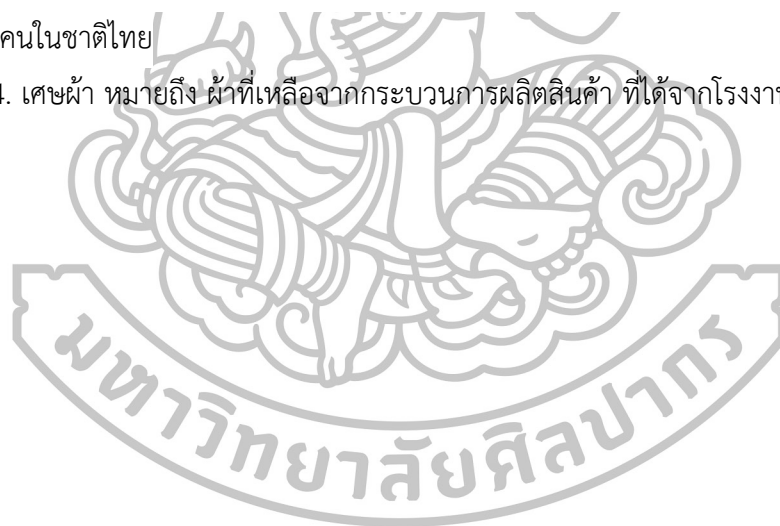 คนในชาติไทย
4. เศษผ้า หมายถึง ผ้าที่เหลือจากกระบวนการผลิตสินค้า ที่ได้จากโรงงาน
มหาวิทยาลัยศิลปากร